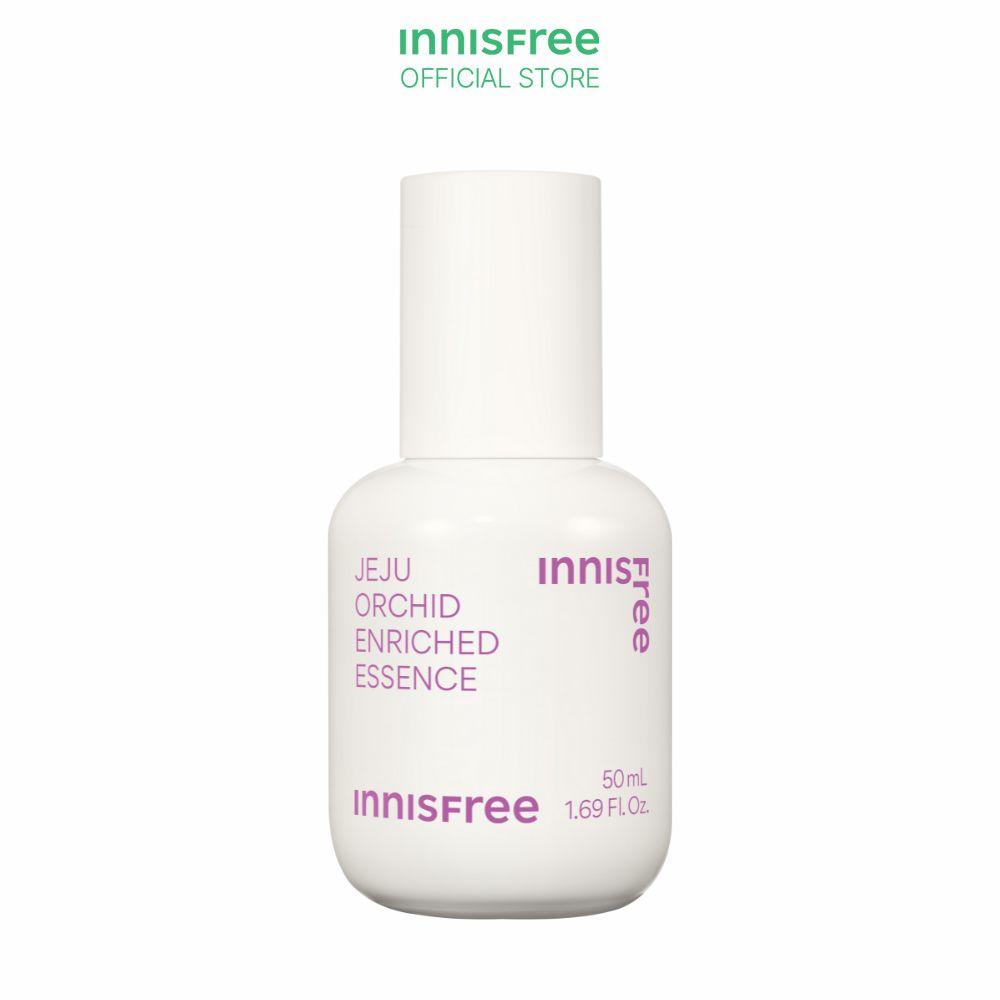 INNISFree
OFFICIAL STORE
JEJU
ORCHID
ENRICHED
ESSENCE
INNISFree
INNISFree
50 mL
1.69 Fl. Oz.